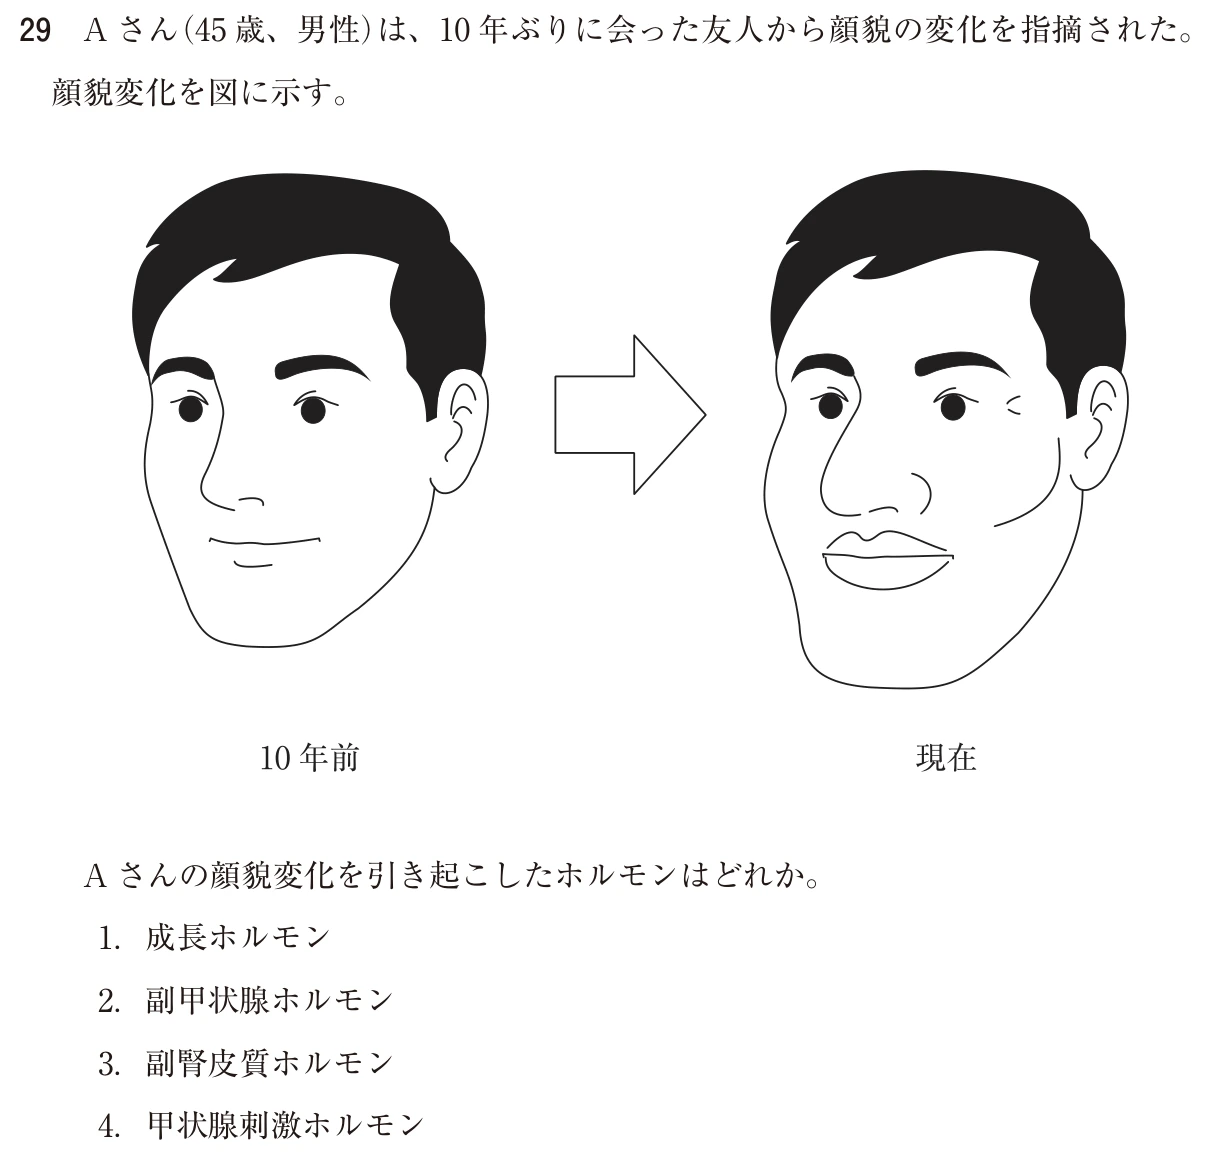 29 Aさん(45歳、男性)は、10年ぶりに会った友人から顔貌の変化を指摘された。
顔貌変化を図に示す。
10年前
現在
Aさんの顔貌変化を引き起こしたホルモンはどれか。
1. 成長ホルモン
2. 副甲状腺ホルモン
3. 副腎皮質ホルモン
4. 甲状腺刺激ホルモン